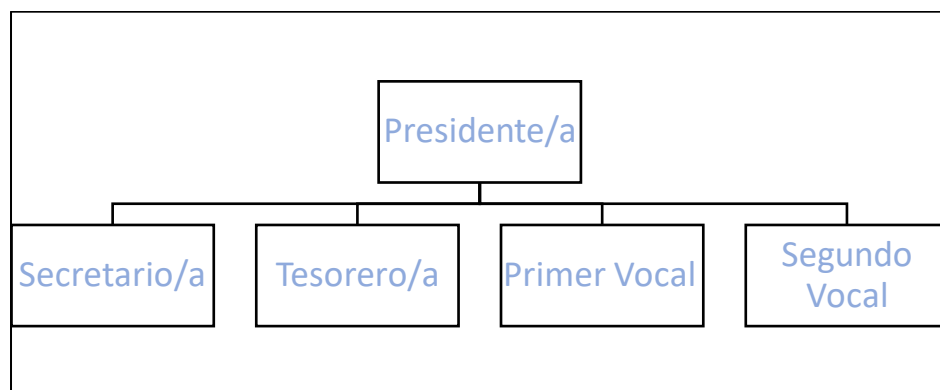 Presidente/a
Secretario/a
Tesorero/a
Primer Vocal
Segundo
Vocal